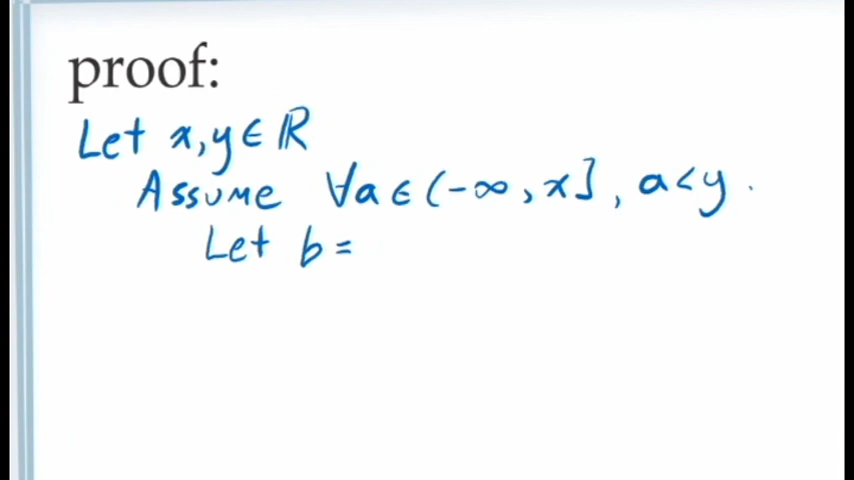 proof:
Let x, y ∈ ℝ
Assume ∀a ∈ (-∞, x], a < y.
Let b =